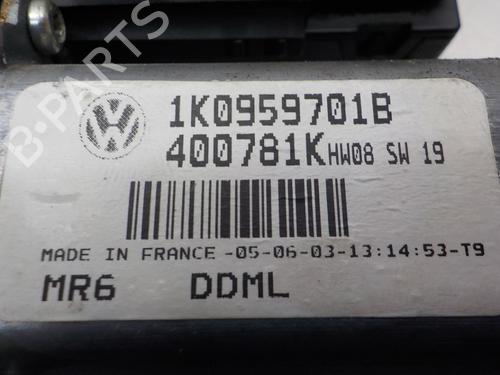 1K0959701B
400781K HW08 SW 19
MADE IN FRANCE -05-06-03-13:14:53-T9
MR6 DDML
B-PARTS